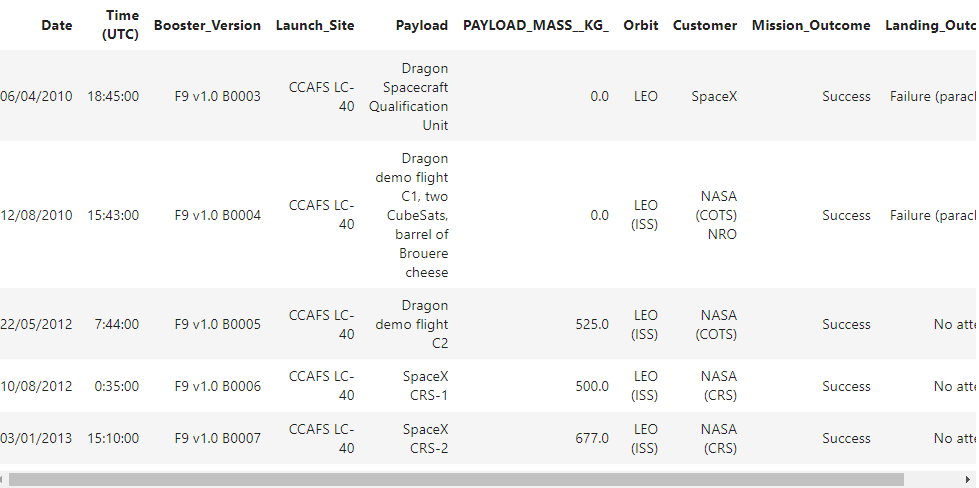 Date Time (UTC) Booster_Version Launch_Site Payload PAYLOAD_MASS__KG_ Orbit Customer Mission_Outcome Landing_Outc
06/04/2010 18:45:00 F9 v1.0 B0003 CCAFS LC-40 Dragon Spacecraft Qualification Unit 0.0 LEO SpaceX Success Failure (parach
12/08/2010 15:43:00 F9 v1.0 B0004 CCAFS LC-40 Dragon demo flight C1, two CubeSats, barrel of Brouere cheese 0.0 LEO (ISS) NASA (COTS) NRO Success Failure (parach
22/05/2012 7:44:00 F9 v1.0 B0005 CCAFS LC-40 Dragon demo flight C2 525.0 LEO (ISS) NASA (COTS) Success No atte
10/08/2012 0:35:00 F9 v1.0 B0006 CCAFS LC-40 SpaceX CRS-1 500.0 LEO (ISS) NASA (CRS) Success No atte
03/01/2013 15:10:00 F9 v1.0 B0007 CCAFS LC-40 SpaceX CRS-2 677.0 LEO (ISS) NASA (CRS) Success No atte